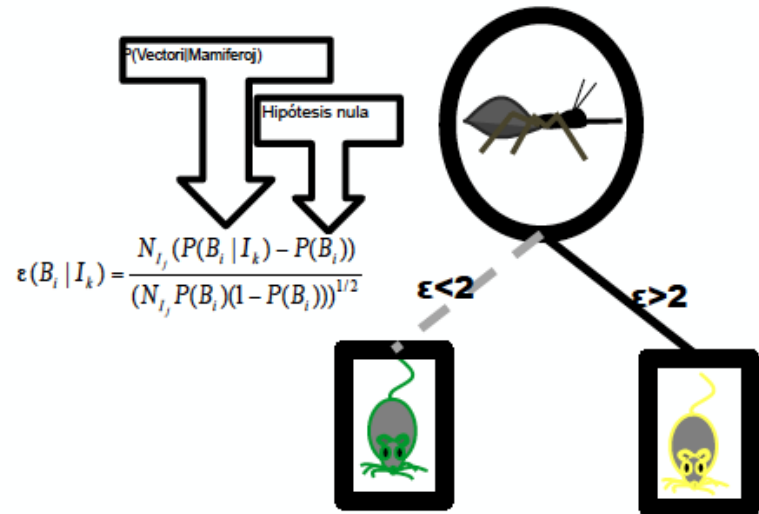 P(Vectori|Mamiferoj)
Hipótesis nula
ε(B_i | I_k) = \frac{N_{I_j}(P(B_i | I_k) - P(B_i))}{(N_{I_j} P(B_i)(1 - P(B_i)))^{1/2}}
ε<2
ε>2